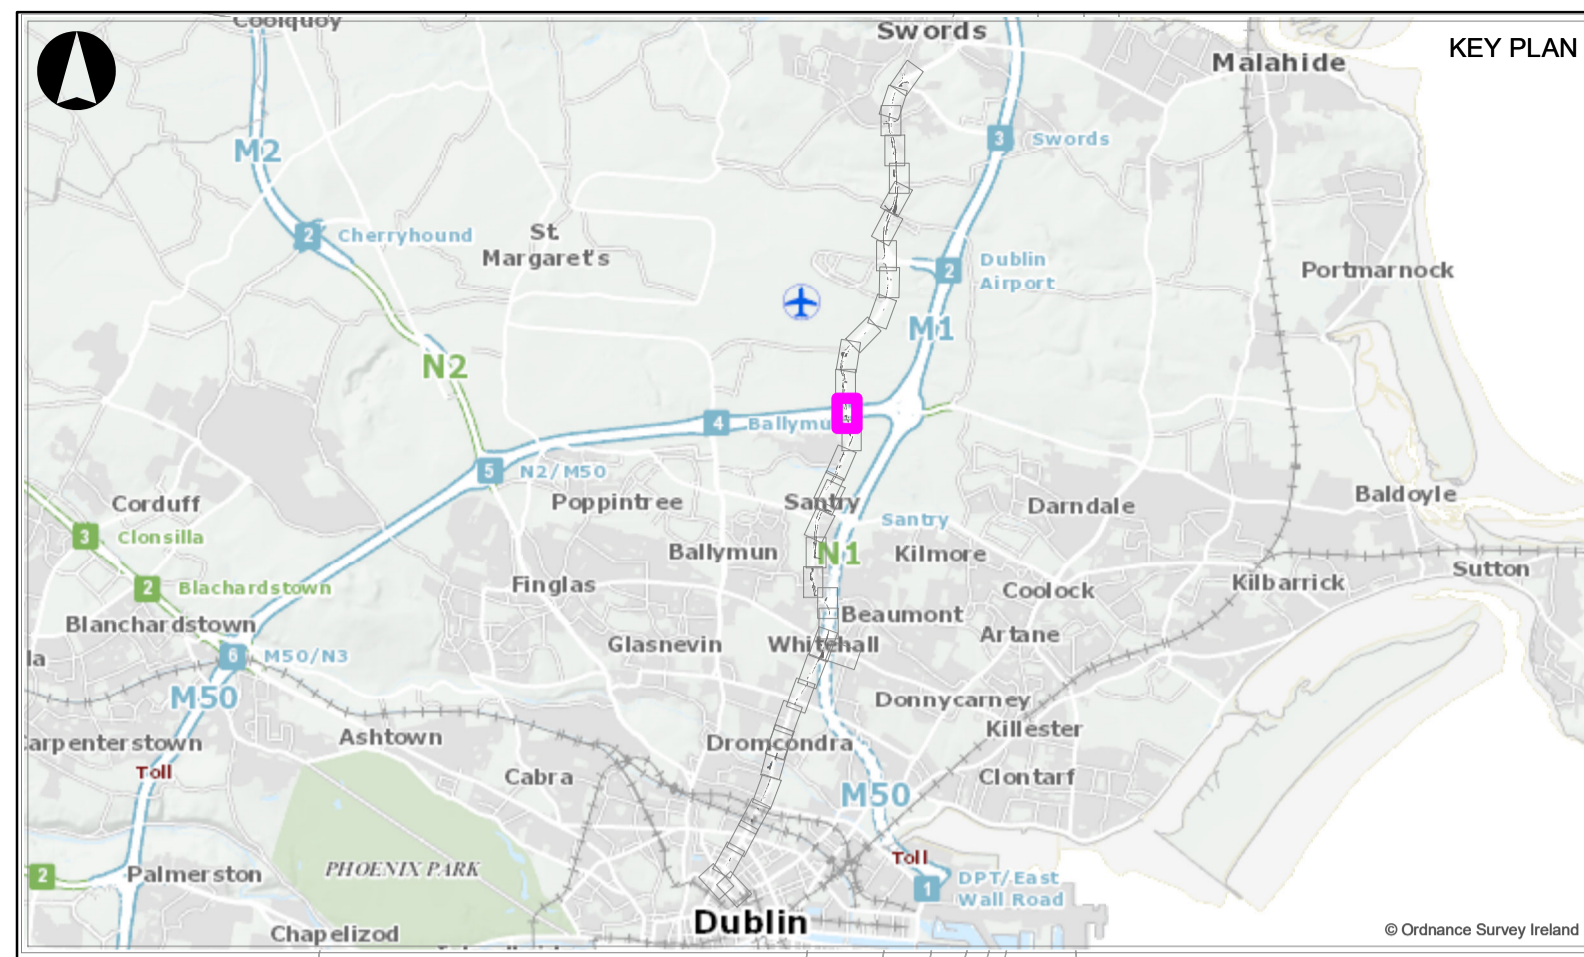 Coolquoy
Swords
KEY PLAN
Malahide
M2
3
Swords
2
Cherryhound
St.
Margaret's
Dublin
Airport
2
Portmarnock
M1
N2
4
Ballymu
5
N2/M50
Corduff
Poppintree
Santry
Darndale
Baldoyle
3
Clonsilla
Santry
Ballymun
N1
Kilmore
Sutton
2
Blachardstown
Finglas
Coolock
Kilbarrick
Blanchardstown
Beaumont
Artane
la
6
M50/N3
Glasnevin
Whitehall
M50
Donnycarney
Killester
arpenterstown
Ashtown
Dromcondra
Toll
Cabra
Clontarf
M50
2
Palmerston
PHOENIX PARK
Toll
1
DPT/East
Wall Road
Dublin
Chapelizod
© Ordnance Survey Ireland